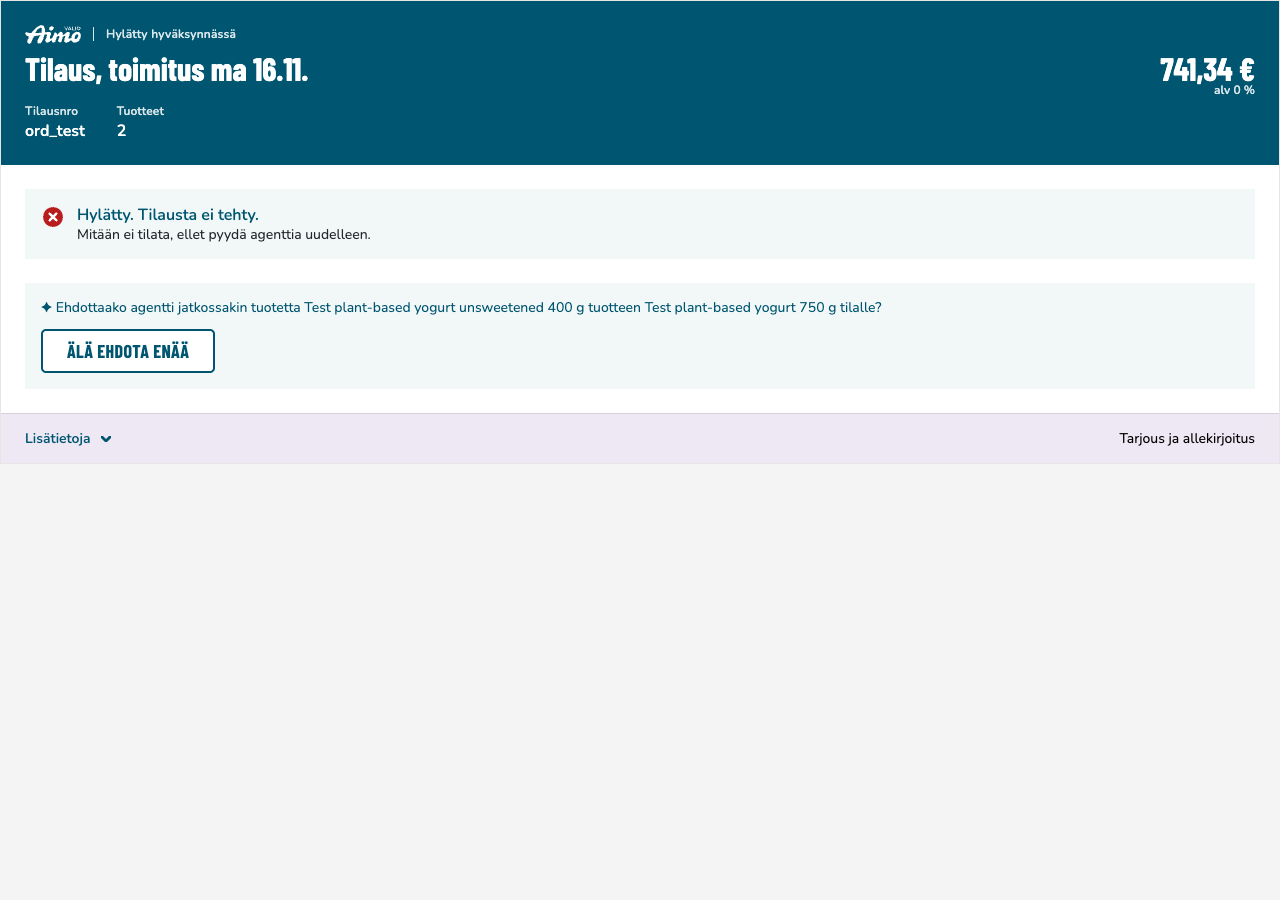 VALIO
Aimo
Hylätty hyväksynnässä
Tilaus, toimitus ma 16.11.
741,34 €
alv 0 %
Tilausnro
Tuotteet
ord_test
2
Hylätty. Tilausta ei tehty.
Mitään ei tilata, ellet pyydä agenttia uudelleen.
Ehdottaako agentti jatkossakin tuotetta Test plant-based yogurt unsweetened 400 g tuotteen Test plant-based yogurt 750 g tilalle?
ÄLÄ EHDOTA ENÄÄ
Lisätietoja
Tarjous ja allekirjoitus